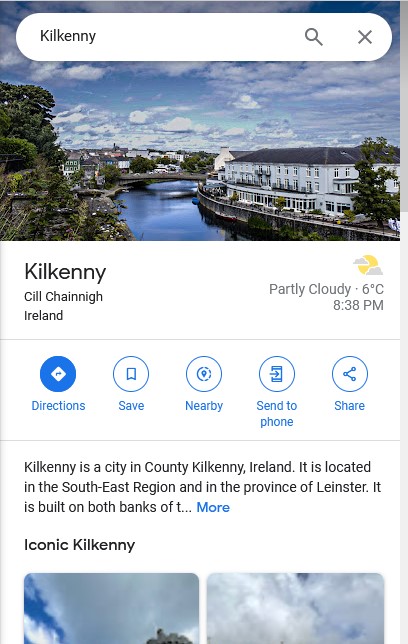 Kilkenny
Kilkenny
Cill Chainnigh
Ireland
Partly Cloudy · 6°C
8:38 PM
Directions
Save
Nearby
Send to
phone
Share
Kilkenny is a city in County Kilkenny, Ireland. It is located
in the South-East Region and in the province of Leinster. It
is built on both banks of t... More
Iconic Kilkenny